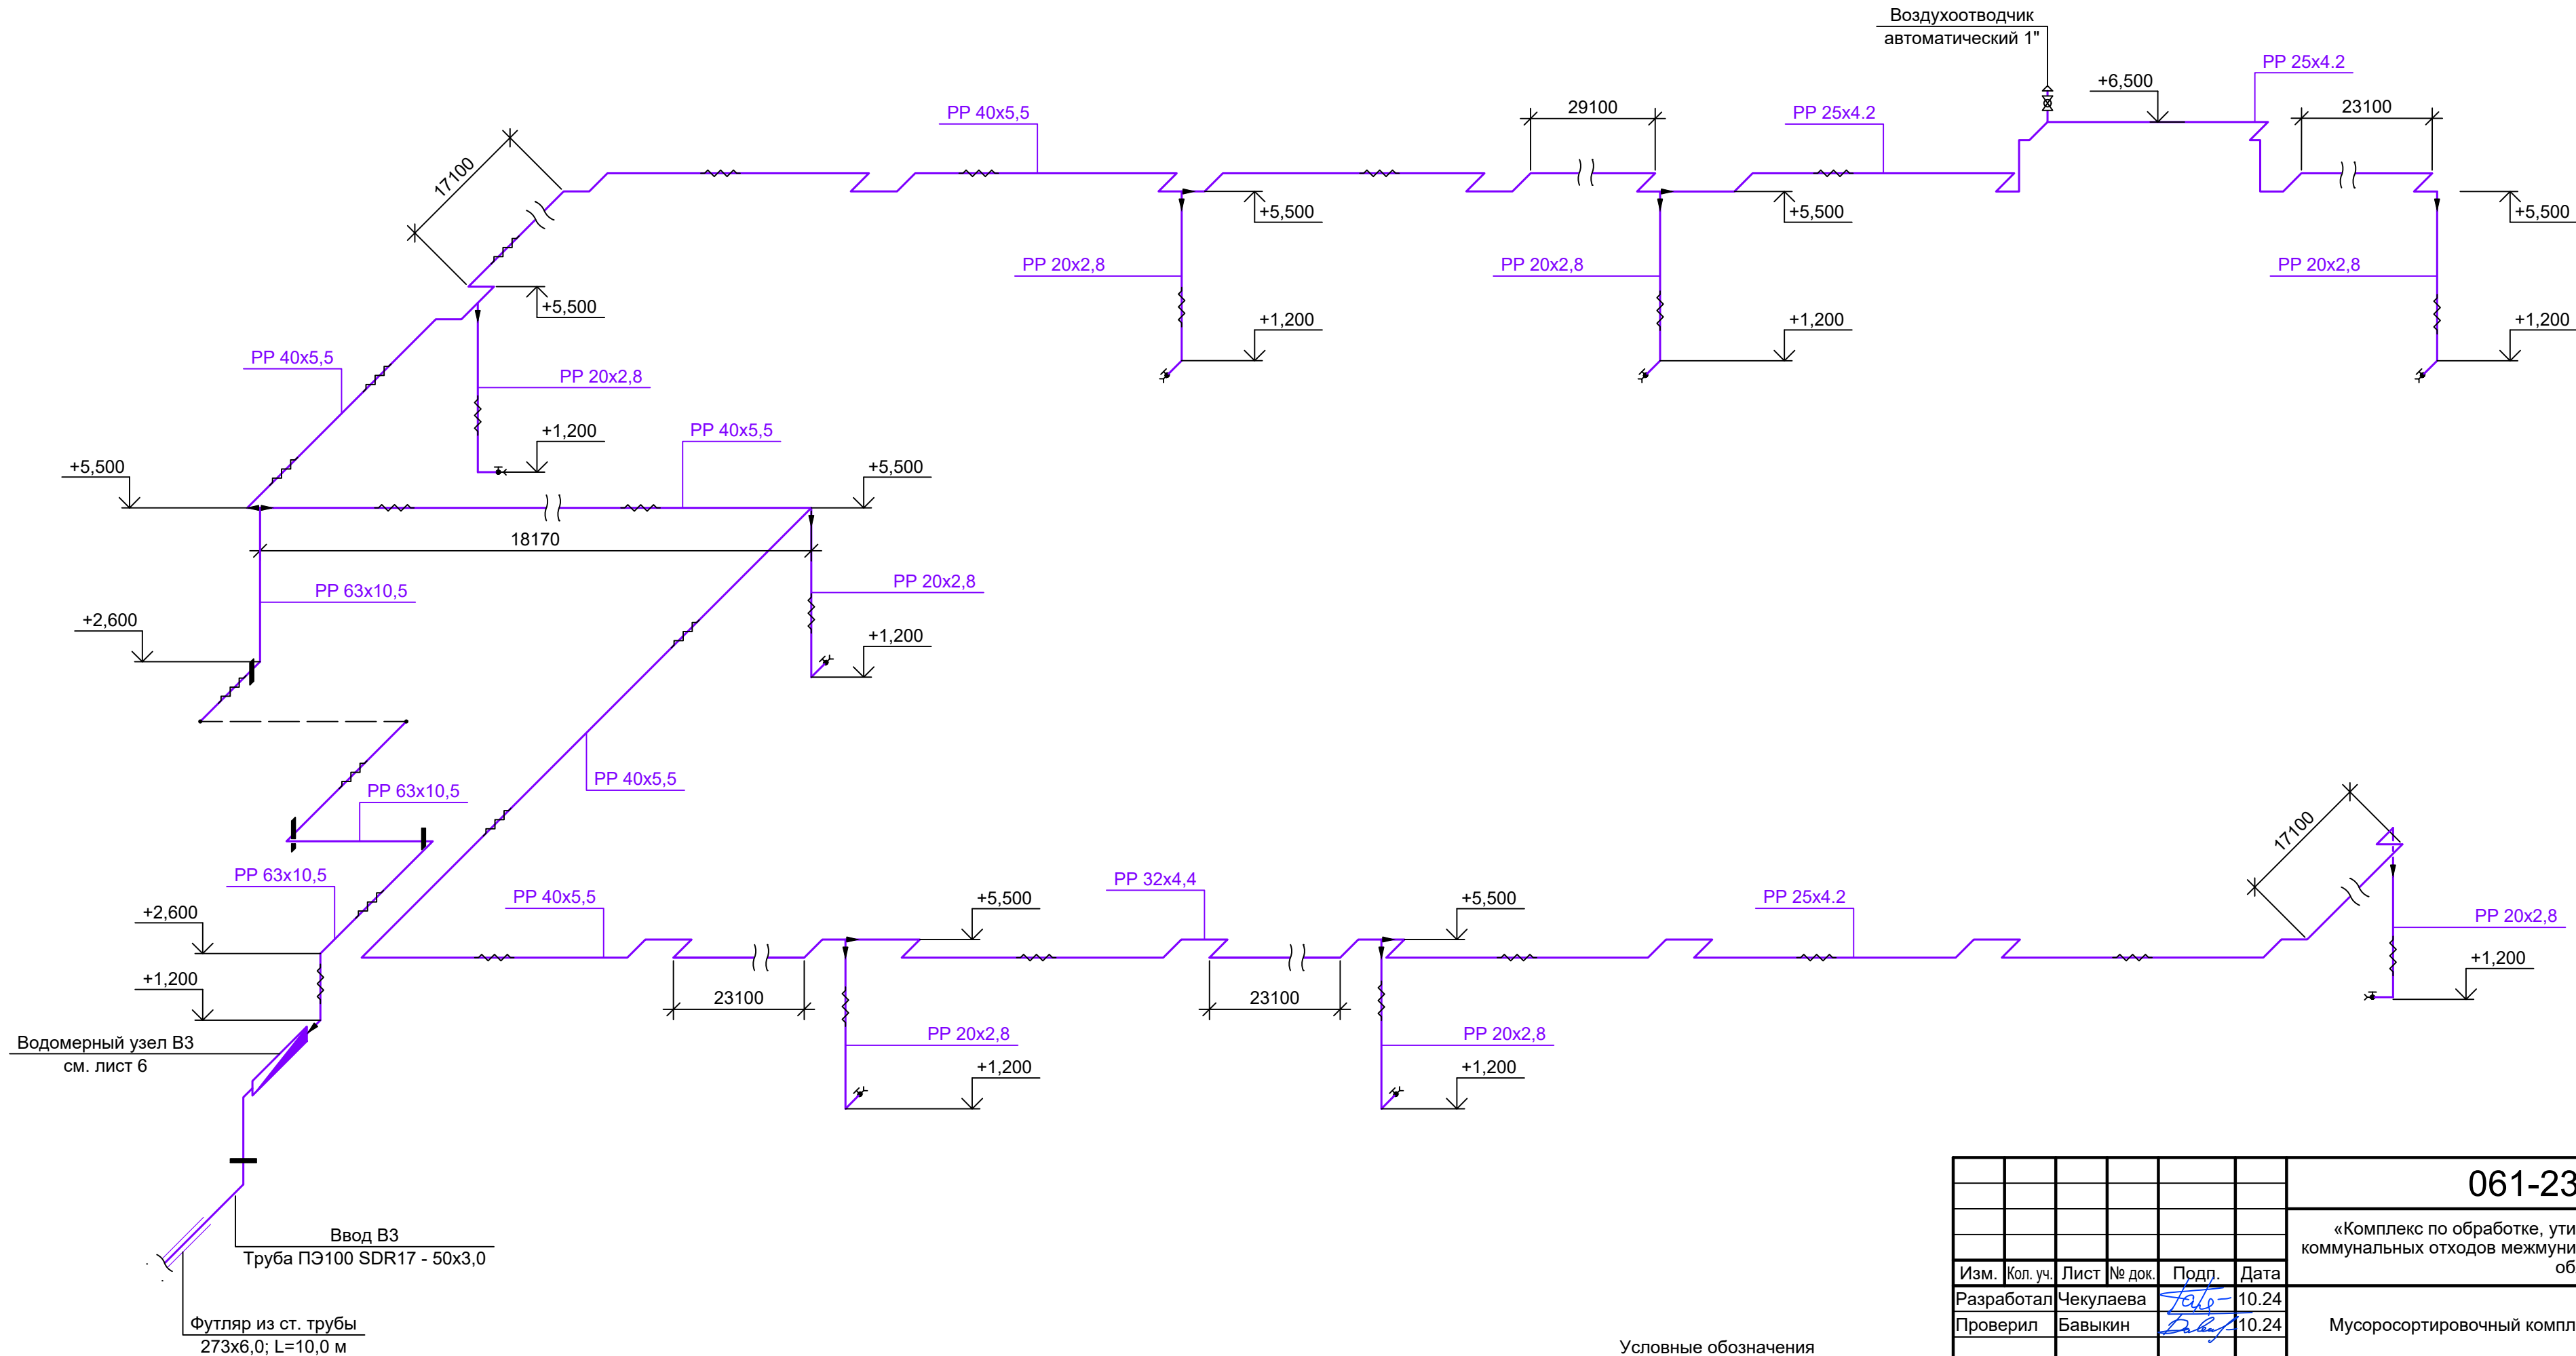 Воздухоотводчик
автоматический 1"
PP 25x4.2
+6,500
PP 40x5,5
29100
PP 25x4.2
23100
17100
+5,500
+5,500
+5,500
PP 20x2,8
PP 20x2,8
PP 20x2,8
+5,500
+1,200
+1,200
+1,200
PP 40x5,5
PP 20x2,8
+1,200
PP 40x5,5
+5,500
+5,500
18170
PP 63x10,5
PP 20x2,8
+2,600
+1,200
PP 40x5,5
PP 63x10,5
17100
PP 63x10,5
PP 40x5,5
+5,500
PP 32x4,4
+5,500
PP 25x4.2
PP 20x2,8
+2,600
+1,200
+1,200
23100
23100
PP 20x2,8
PP 20x2,8
Водомерный узел В3
см. лист 6
+1,200
+1,200
Ввод В3
Труба ПЭ100 SDR17 - 50x3,0
Футляр из ст. трубы
273x6,0; L=10,0 м
Условные обозначения
061-23
«Комплекс по обработке, ути
коммунальных отходов межмуни
об
Изм. Кол. уч. Лист № док. Подп. Дата
Разработал Чекулаева 10.24
Проверил Бавыкин 10.24
Мусоросортировочный компл